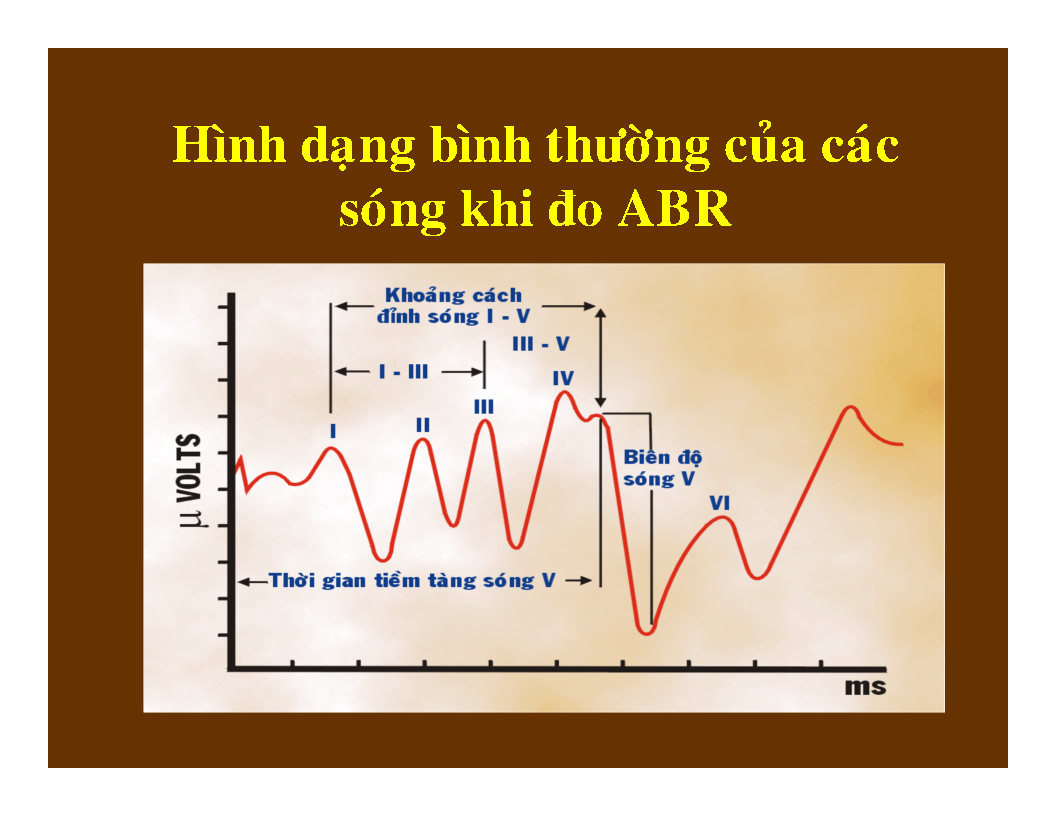 Hình dạng bình thường của các
sóng khi đo ABR
Khoảng cách
đỉnh sóng I - V
III - V
I - III
IV
III
II
I
Biên độ
sóng V
VI
µ VOLTS
Thời gian tiềm tàng sóng V
ms